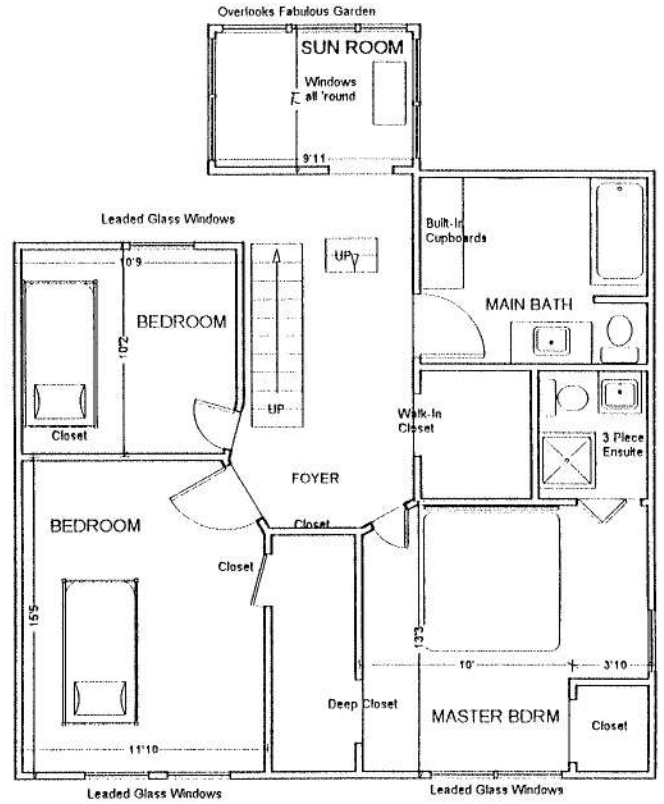 Overlooks Fabulous Garden
SUN ROOM
Windows
all 'round
9'11
Leaded Glass Windows
10'9
BEDROOM
10'2
Closet
UP
UP
Built-In
Cupboards
MAIN BATH
Walk-In
Closet
3 Piece
Ensuite
FOYER
Closet
BEDROOM
Closet
15'5
11'10
Deep Closet
13'3
10'
3'10
MASTER BDRM
Closet
Leaded Glass Windows
Leaded Glass Windows